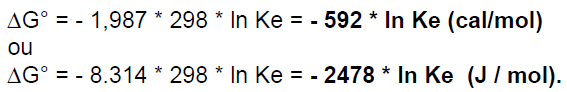 ΔG° = - 1,987 * 298 * ln Ke = - 592 * ln Ke (cal/mol)
ou
ΔG° = - 8.314 * 298 * ln Ke = - 2478 * ln Ke  (J / mol).